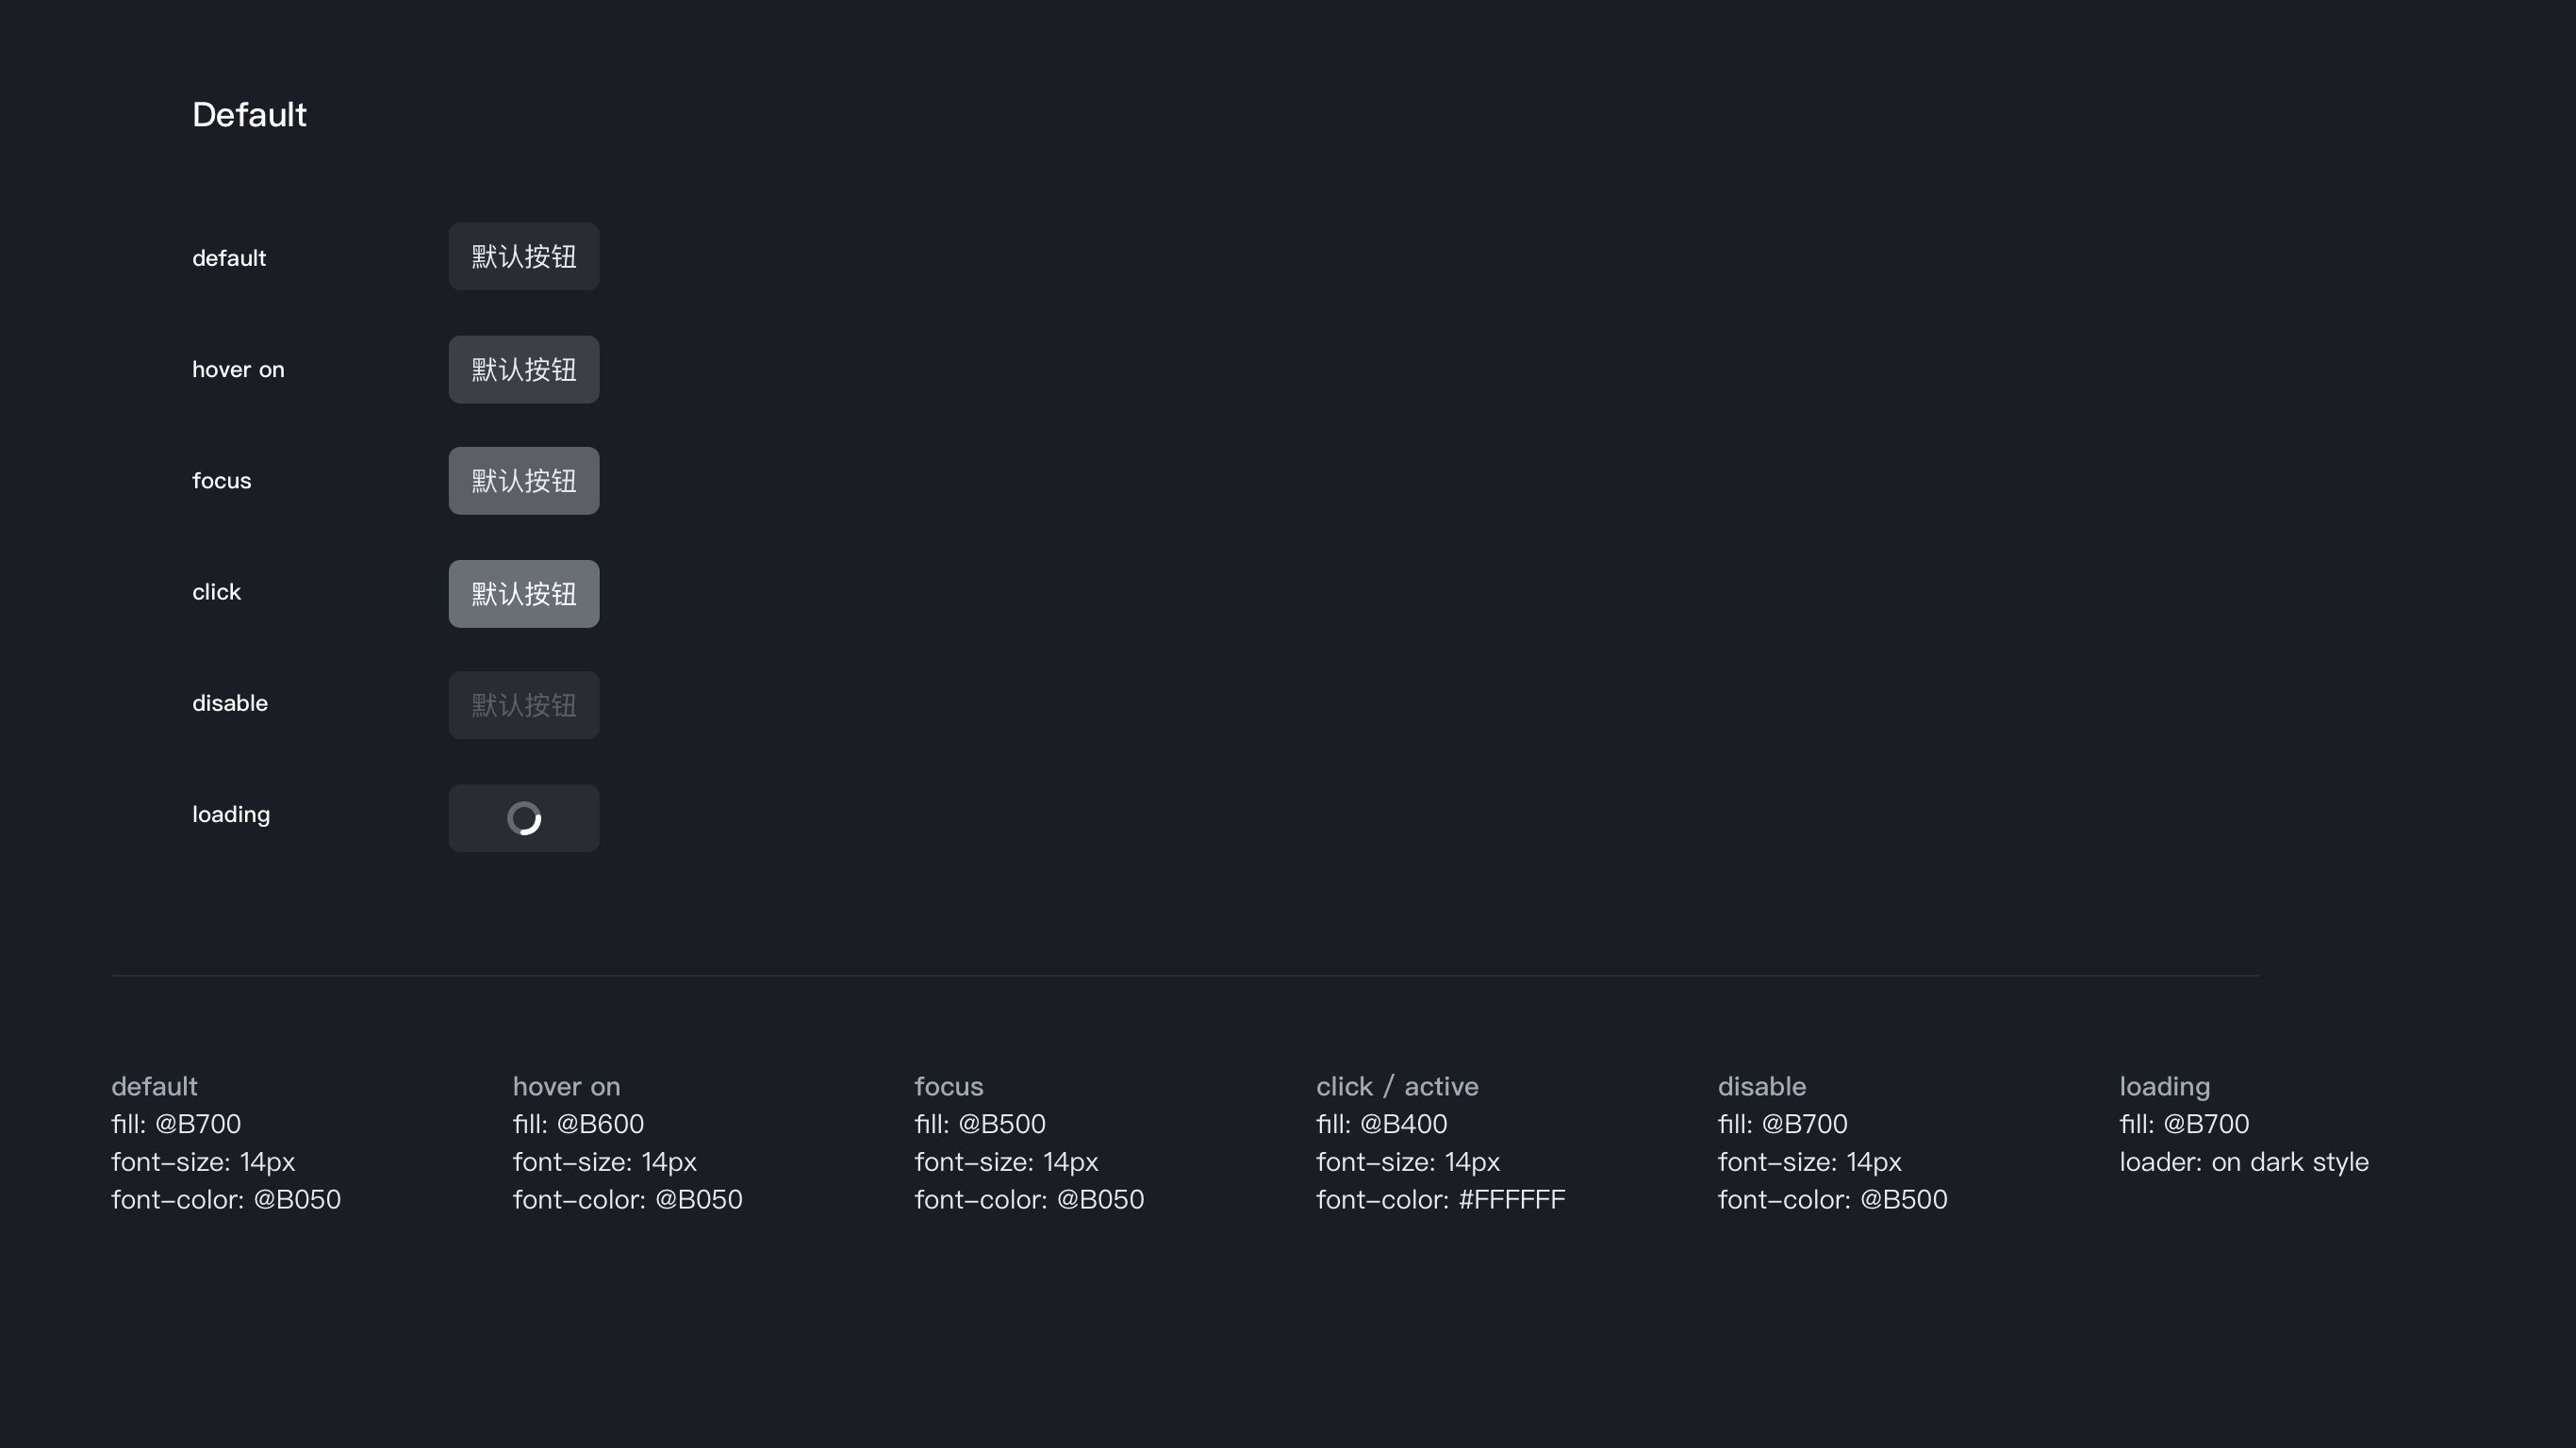 Default
default
默认按钮
hover on
默认按钮
focus
默认按钮
click
默认按钮
disable
默认按钮
loading
default
fill: @B700
font-size: 14px
font-color: @B050
hover on
fill: @B600
font-size: 14px
font-color: @B050
focus
fill: @B500
font-size: 14px
font-color: @B050
click / active
fill: @B400
font-size: 14px
font-color: #FFFFFF
disable
fill: @B700
font-size: 14px
font-color: @B500
loading
fill: @B700
loader: on dark style